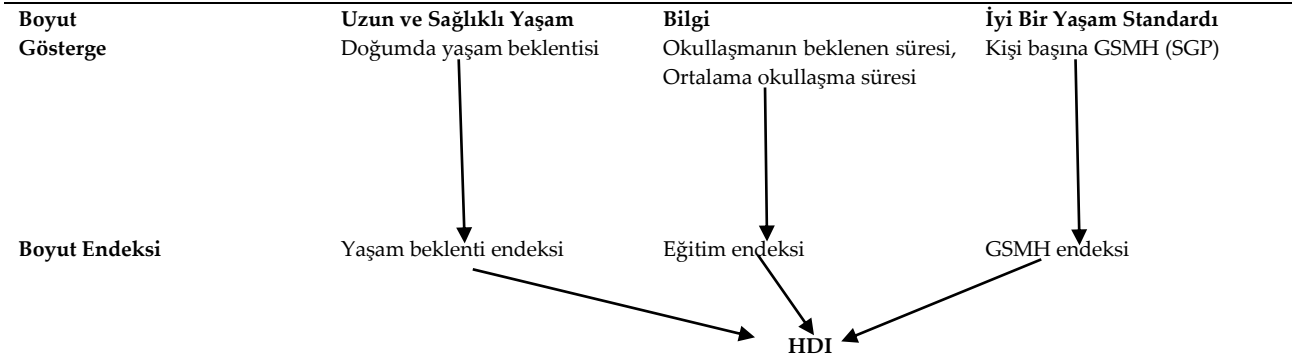 Boyut Uzun ve Sağlıklı Yaşam Bilgi İyi Bir Yaşam Standardı
Gösterge Doğumda yaşam beklentisi Okullaşmanın beklenen süresi, Kişi başına GSMH (SGP)
Ortalama okullaşma süresi
Boyut Endeksi Yaşam beklenti endeksi Eğitim endeksi GSMH endeksi
HDI